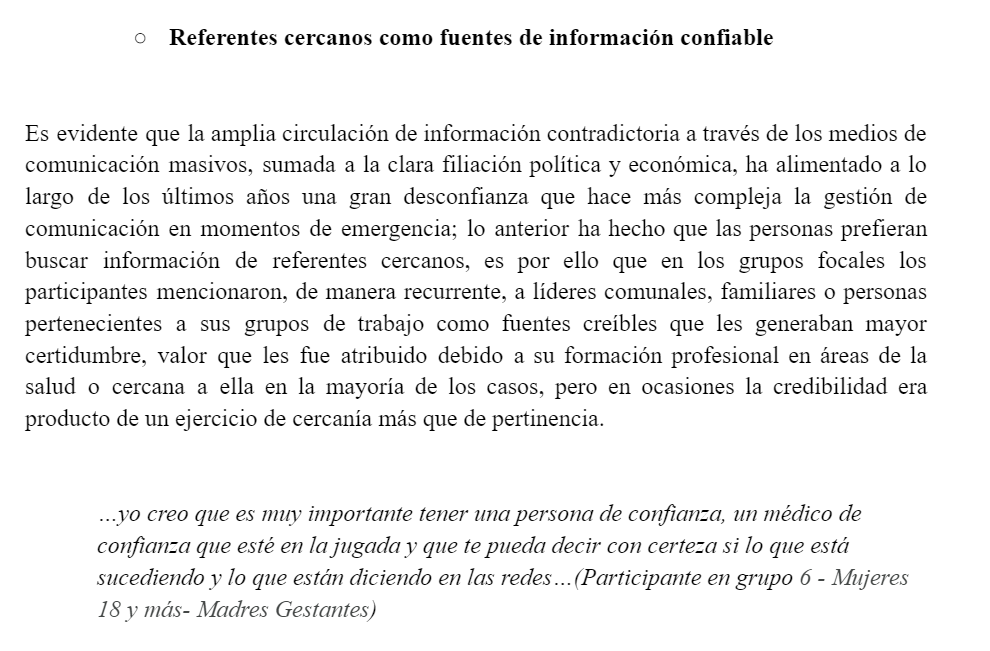 ○ Referentes cercanos como fuentes de información confiable
Es evidente que la amplia circulación de información contradictoria a través de los medios de
comunicación masivos, sumada a la clara filiación política y económica, ha alimentado a lo
largo de los últimos años una gran desconfianza que hace más compleja la gestión de
comunicación en momentos de emergencia; lo anterior ha hecho que las personas prefieran
buscar información de referentes cercanos, es por ello que en los grupos focales los
participantes mencionaron, de manera recurrente, a líderes comunales, familiares o personas
pertenecientes a sus grupos de trabajo como fuentes creíbles que les generaban mayor
certidumbre, valor que les fue atribuido debido a su formación profesional en áreas de la
salud o cercana a ella en la mayoría de los casos, pero en ocasiones la credibilidad era
producto de un ejercicio de cercanía más que de pertinencia.
…yo creo que es muy importante tener una persona de confianza, un médico de
confianza que esté en la jugada y que te pueda decir con certeza si lo que está
sucediendo y lo que están diciendo en las redes…(Participante en grupo 6 - Mujeres
18 y más- Madres Gestantes)